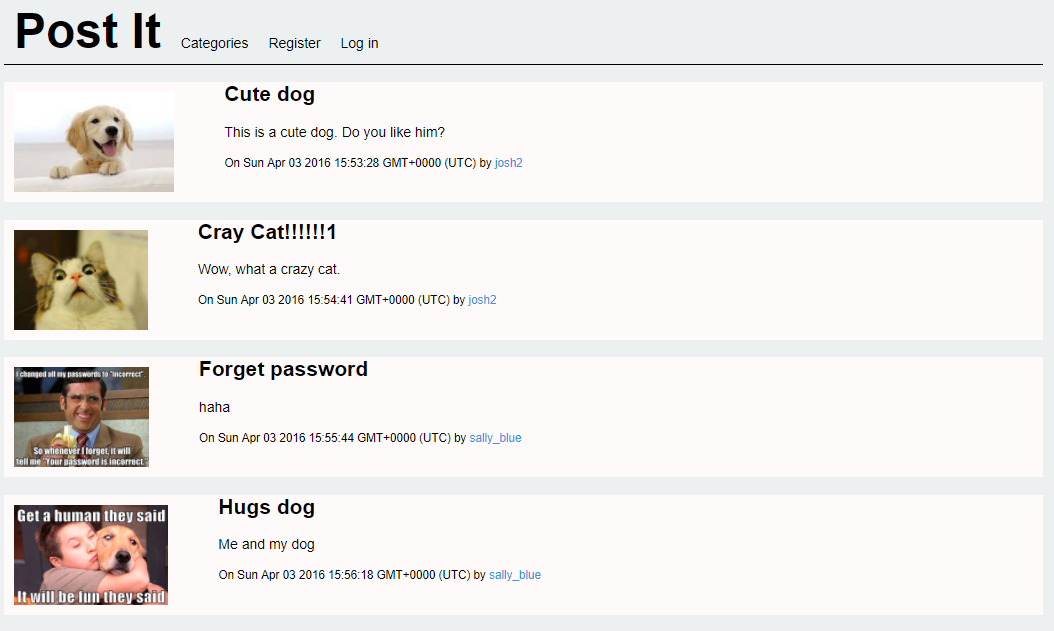 Post It Categories Register Log in
Cute dog
This is a cute dog. Do you like him?
On Sun Apr 03 2016 15:53:28 GMT+0000 (UTC) by josh2
Cray Cat!!!!!!1
Wow, what a crazy cat.
On Sun Apr 03 2016 15:54:41 GMT+0000 (UTC) by josh2
I changed all my passwords to "incorrect".
So whenever I forget, it will
tell me "Your password is incorrect."
Forget password
haha
On Sun Apr 03 2016 15:55:44 GMT+0000 (UTC) by sally_blue
Get a human they said
It will be fun they said
Hugs dog
Me and my dog
On Sun Apr 03 2016 15:56:18 GMT+0000 (UTC) by sally_blue